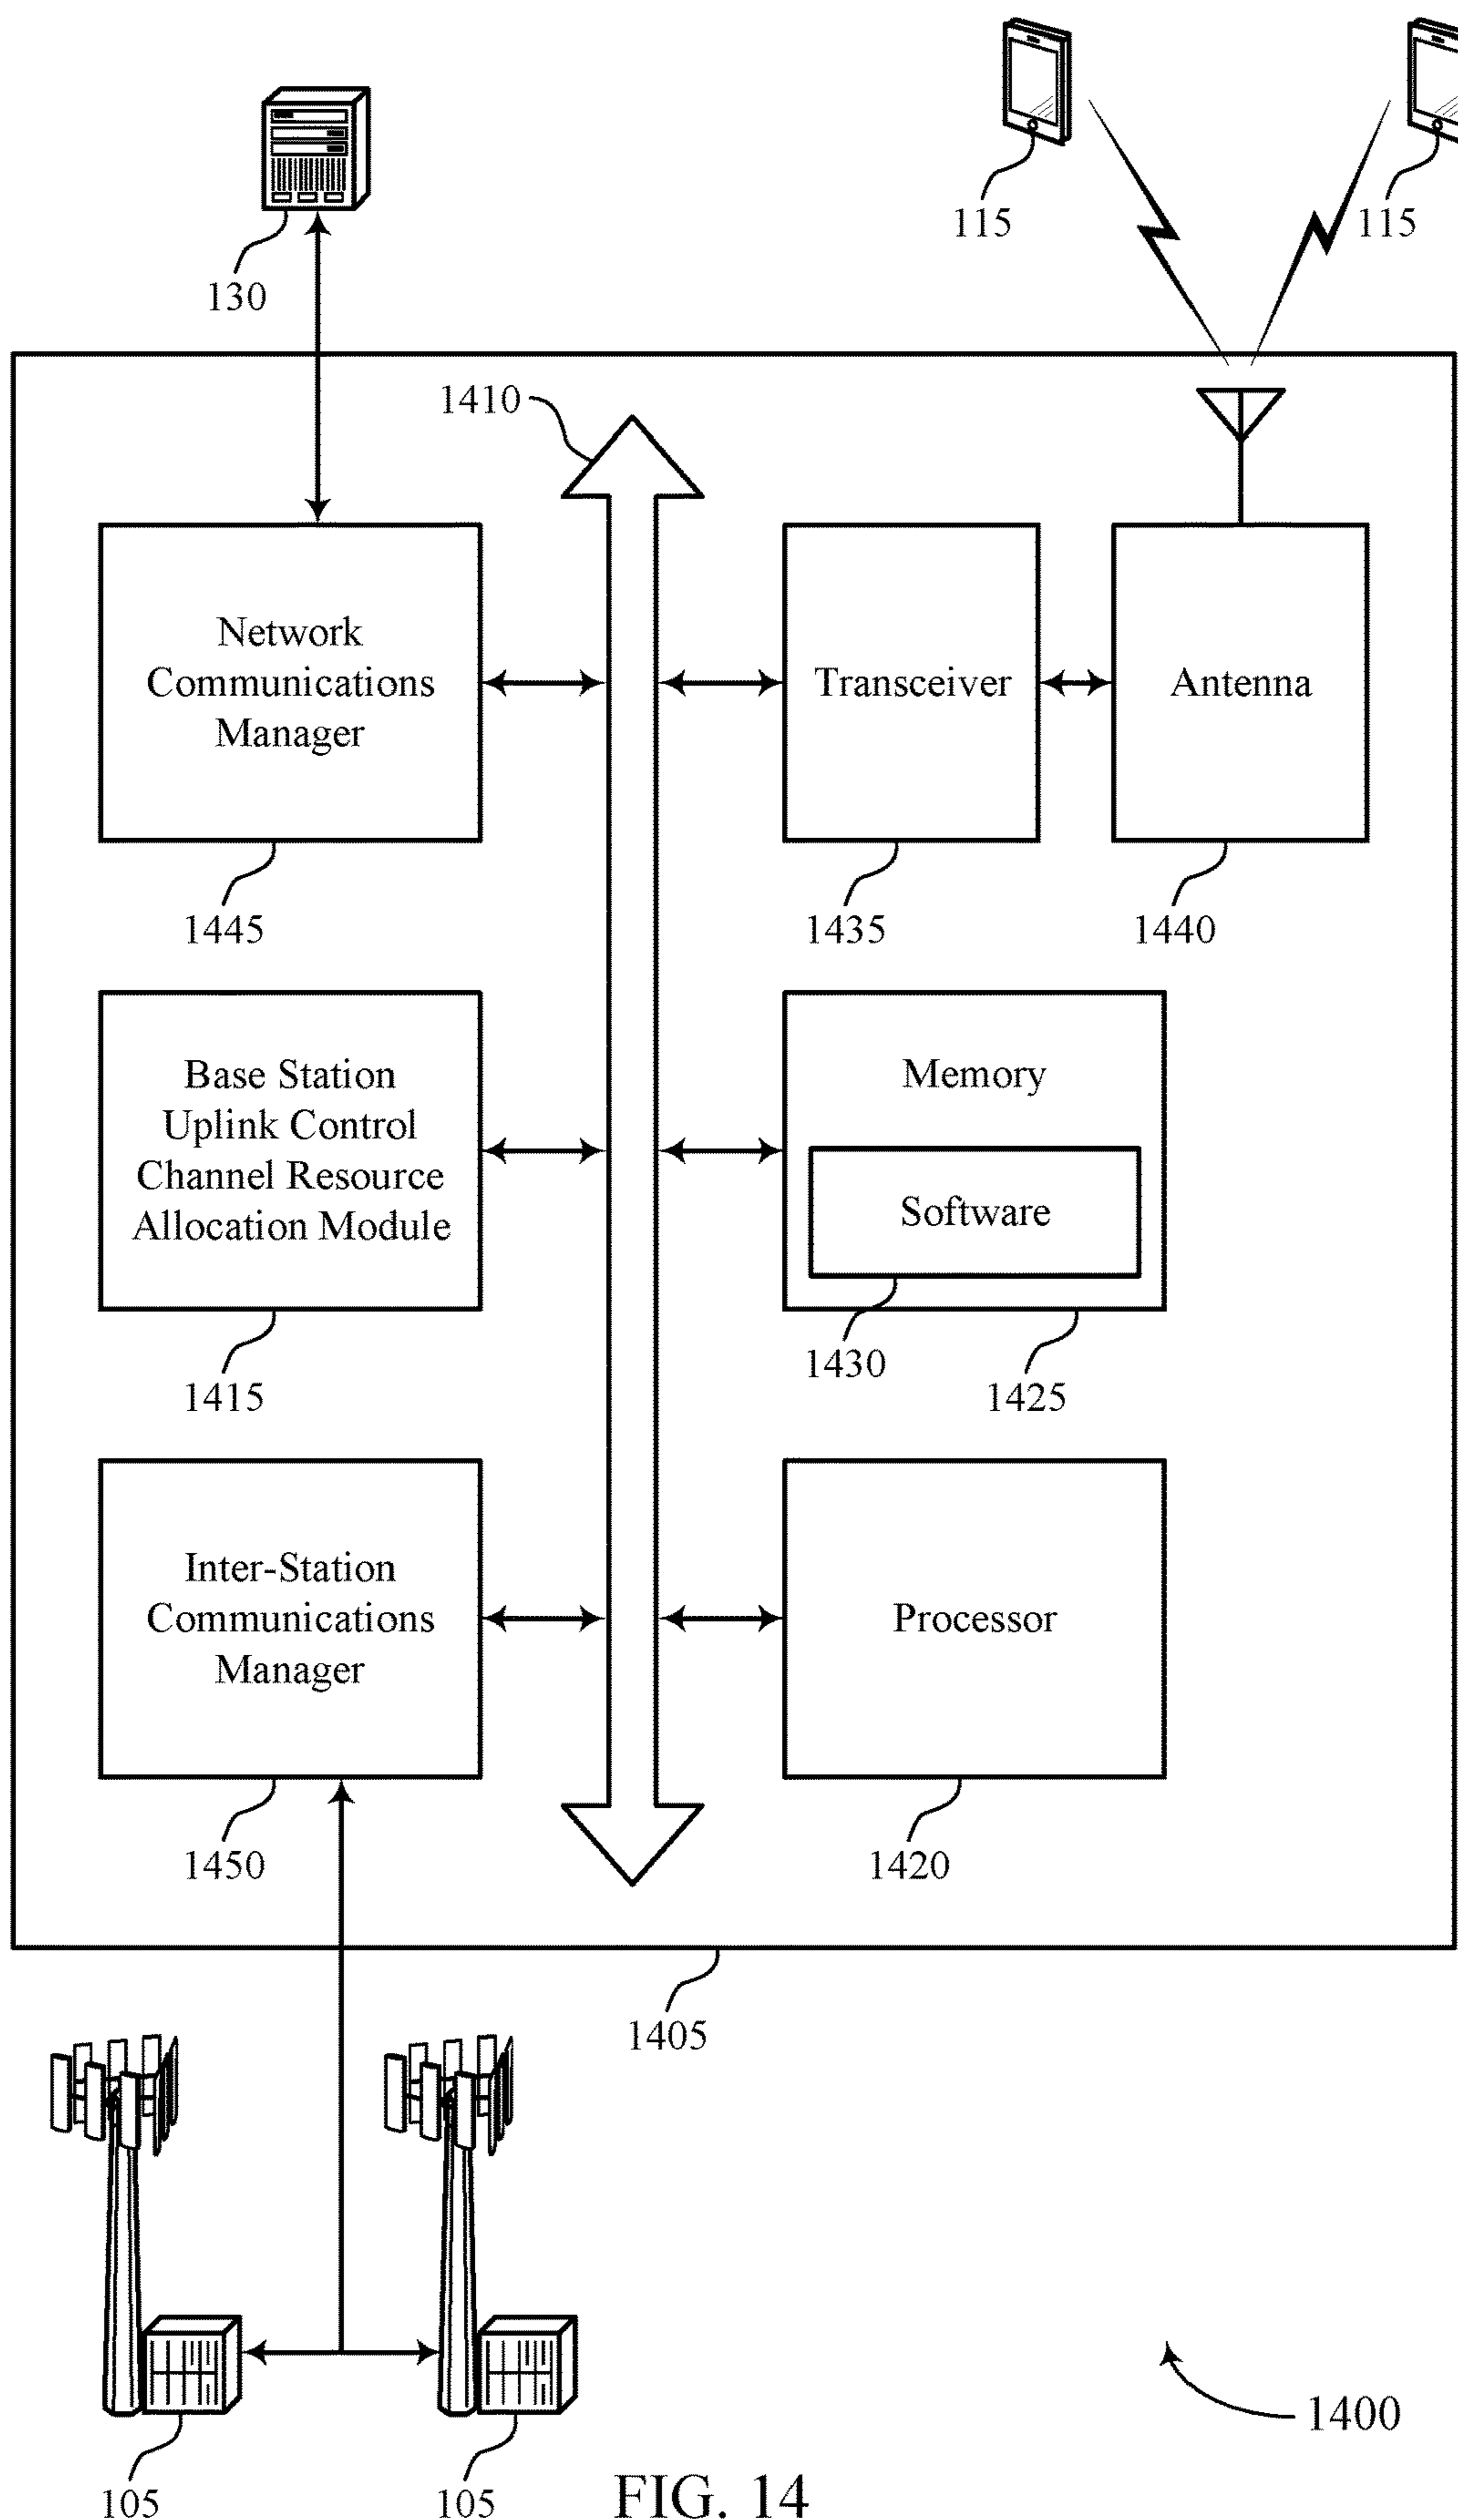 115
115
130
1410
Network
Communications
Manager
Transceiver
Antenna
1445
1435
1440
Base Station
Uplink Control
Channel Resource
Allocation Module
Memory
Software
1415
1430
1425
Inter-Station
Communications
Manager
Processor
1450
1420
1405
1400
105
105
FIG. 14